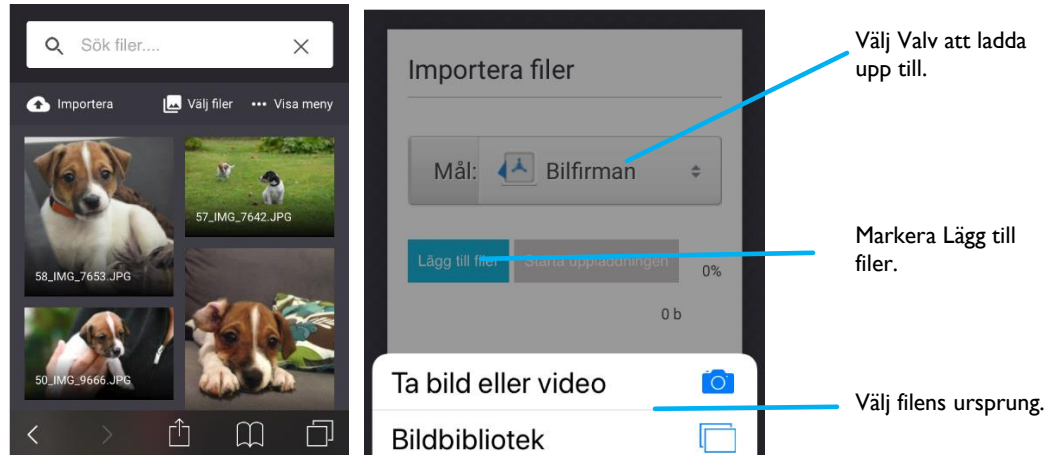 Sök filer....
Importera
Välj filer
Visa meny
57_IMG_7642.JPG
58_IMG_7653.JPG
50_IMG_9666.JPG
Importera filer
Mål: Bilfirman
Lägg till filer
Starta uppladdningen
0%
0 b
Ta bild eller video
Bildbibliotek
Välj Valv att ladda
upp till.
Markera Lägg till
filer.
Välj filens ursprung.